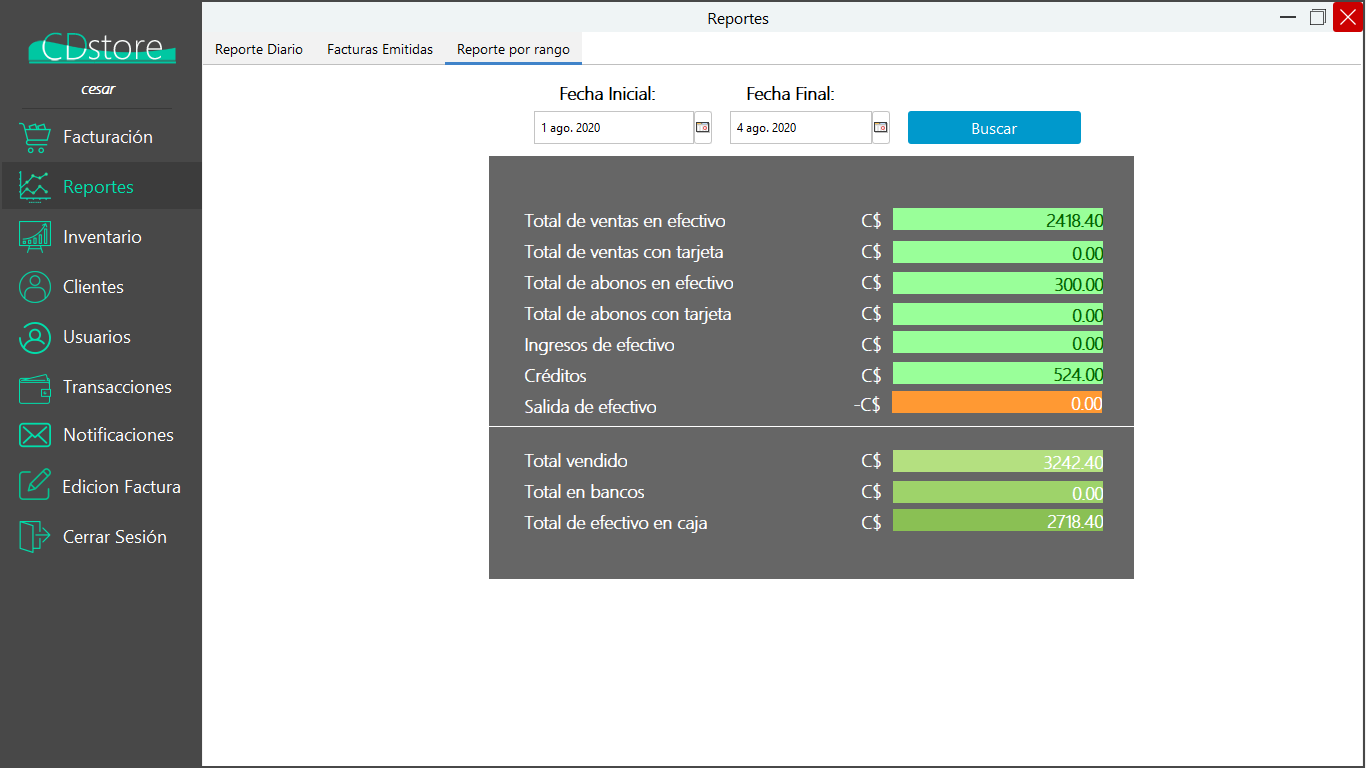 Reportes
CDstore
cesar
Facturación
Reportes
Inventario
Clientes
Usuarios
Transacciones
Notificaciones
Edicion Factura
Cerrar Sesión
Reporte Diario Facturas Emitidas Reporte por rango
Fecha Inicial: Fecha Final:
1 ago. 2020 4 ago. 2020 Buscar
Total de ventas en efectivo C$ 2418.40
Total de ventas con tarjeta C$ 0.00
Total de abonos en efectivo C$ 300.00
Total de abonos con tarjeta C$ 0.00
Ingresos de efectivo C$ 0.00
Créditos C$ 524.00
Salida de efectivo -C$ 0.00
Total vendido C$ 3242.40
Total en bancos C$ 0.00
Total de efectivo en caja C$ 2718.40